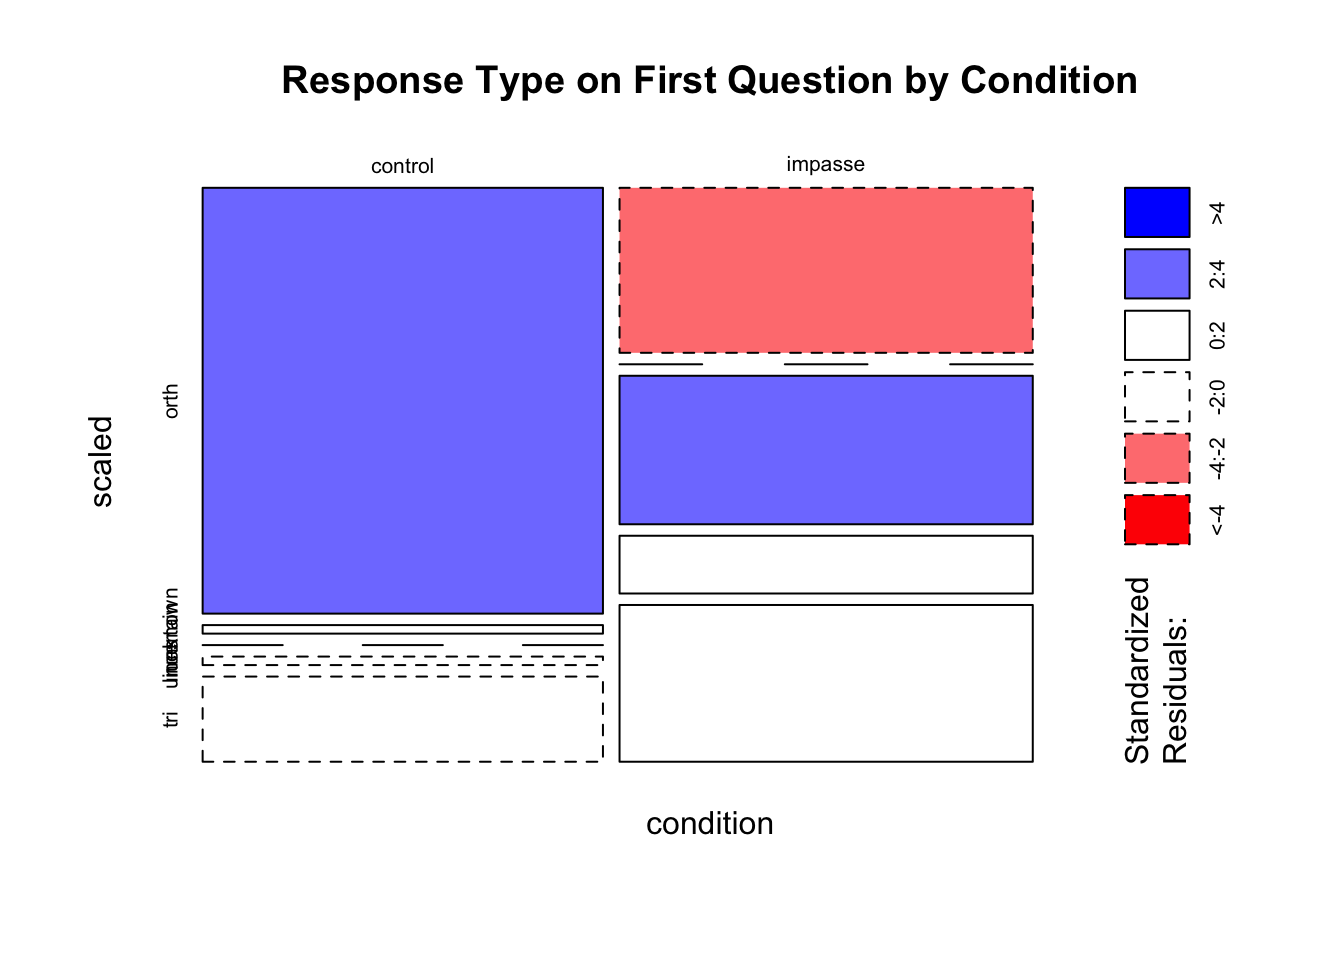 Response Type on First Question by Condition
control
impasse
scaled
orth
tri
condition
>4
2:4
0:2
-2:0
-4:-2
<-4
Standardized
Residuals: